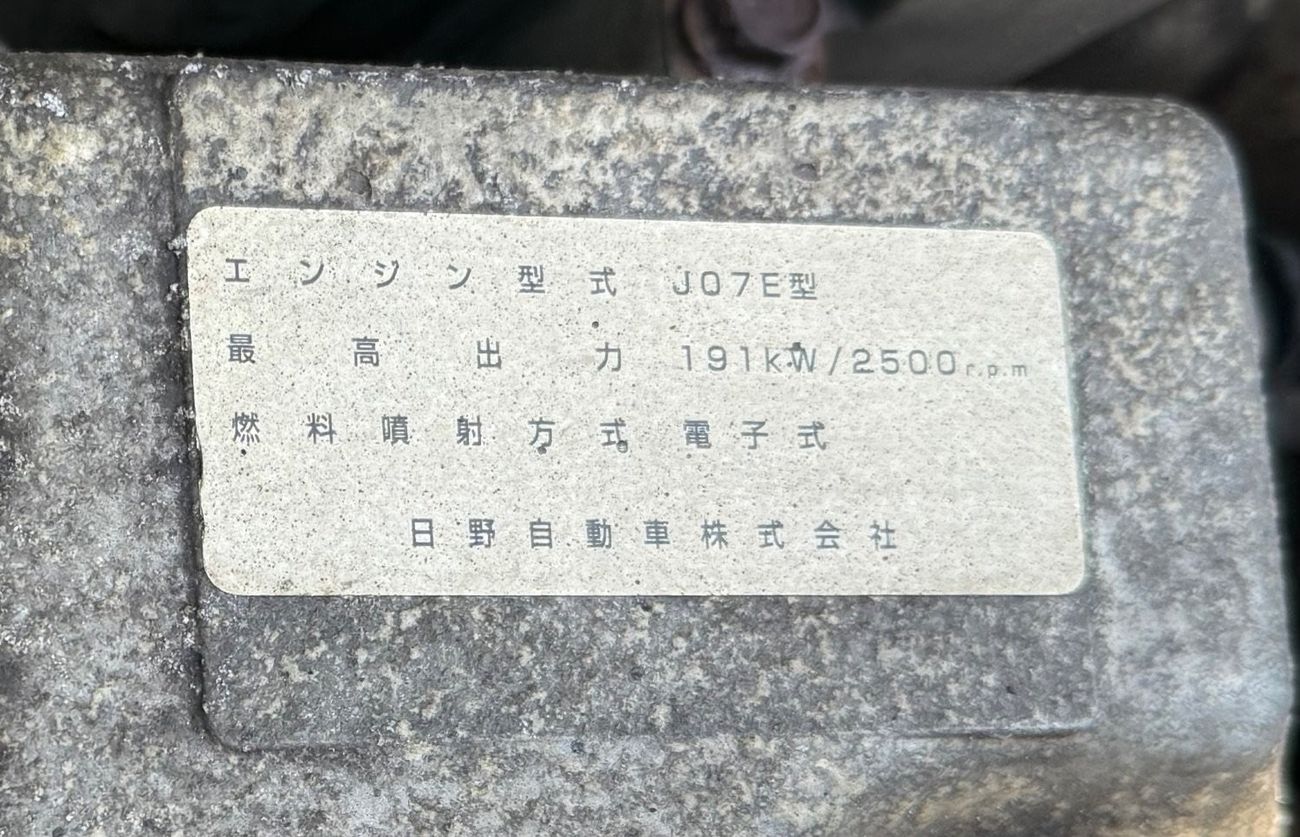 エンジン型式 J07E型
最高出力 191kW/2500r.p.m
燃料噴射方式 電子式
日野自動車株式会社